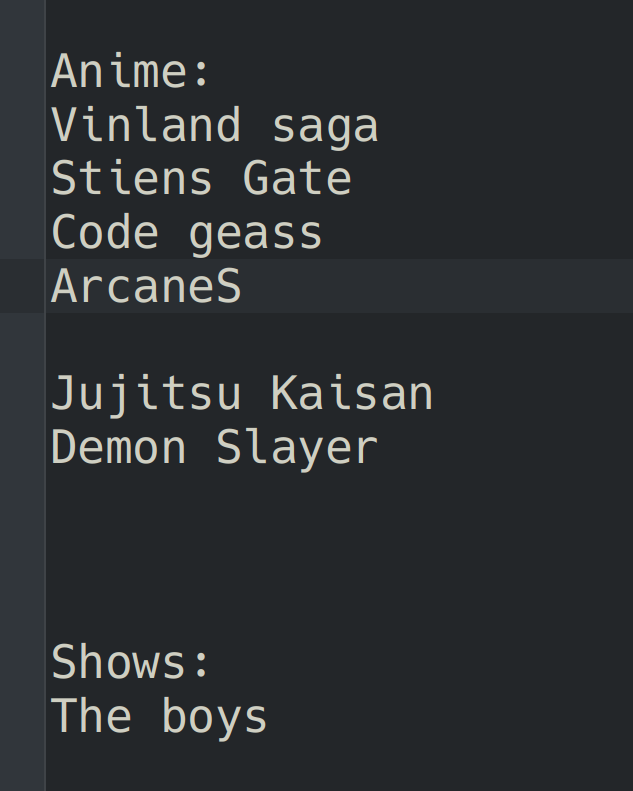 Anime:
Vinland saga
Stiens Gate
Code geass
ArcaneS
Jujitsu Kaisan
Demon Slayer
Shows:
The boys